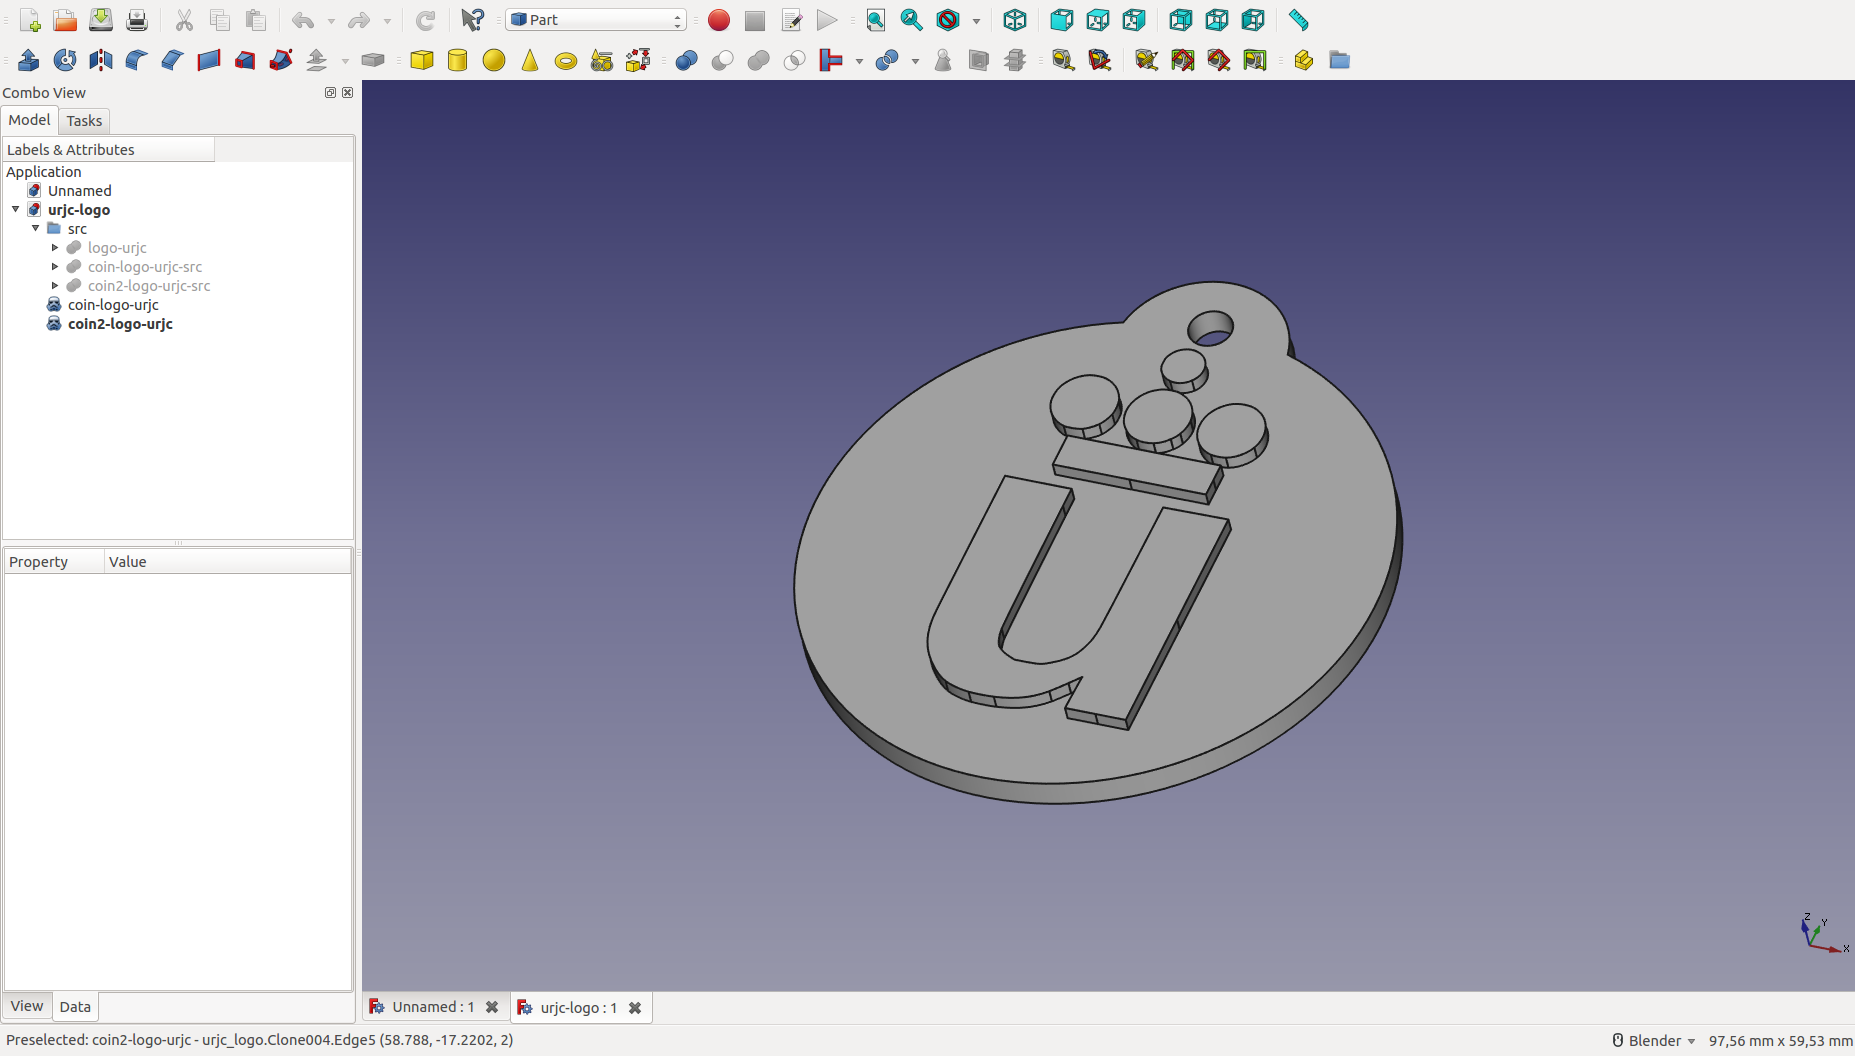 Part
Combo View
Model
Tasks
Labels & Attributes
Application
Unnamed
urjc-logo
src
logo-urjc
coin-logo-urjc-src
coin2-logo-urjc-src
coin-logo-urjc
coin2-logo-urjc
Property
Value
u
Z
Y
X
View
Data
Unnamed : 1
urjc-logo : 1
Preselected: coin2-logo-urjc - urjc_logo.Clone004.Edge5 (58.788, -17.2202, 2)
Blender
97,56 mm x 59,53 mm